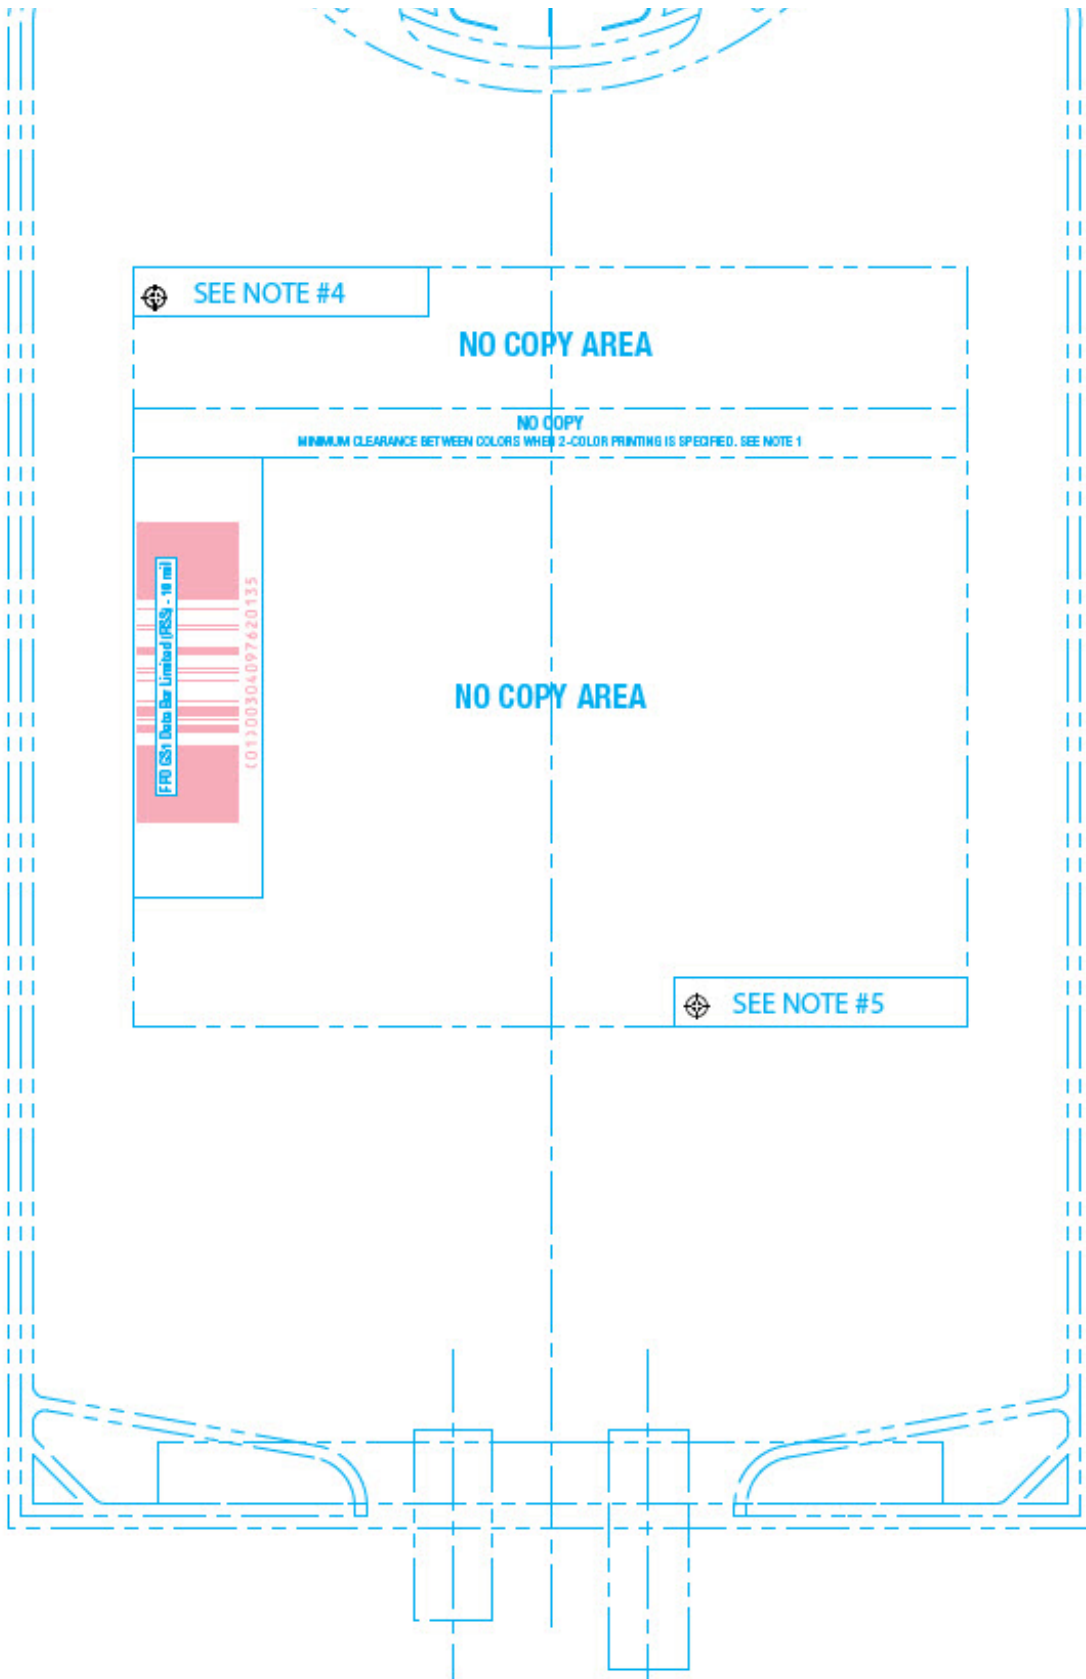 SEE NOTE #4
NO COPY AREA
NO COPY
MINIMUM CLEARANCE BETWEEN COLORS WHEN 2-COLOR PRINTING IS SPECIFIED. SEE NOTE 1
FPO GS1 Data Bar Limited (RSS) - 10 mil
(01)00304097620135
NO COPY AREA
SEE NOTE #5